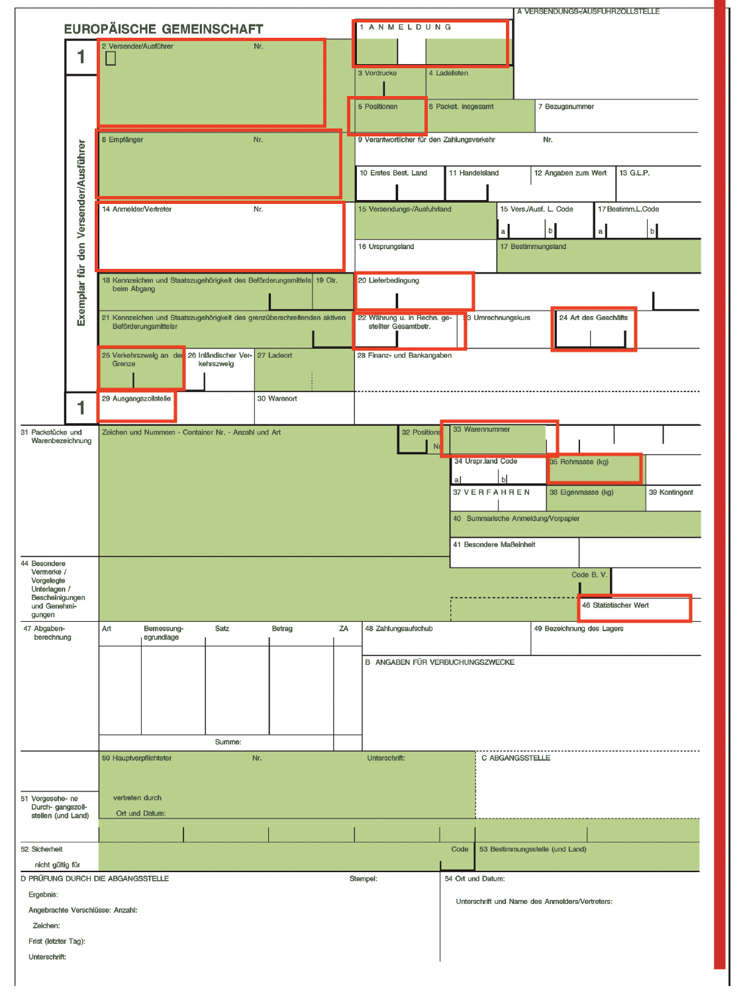 A VERSENDUNGS-/AUSFUHRZOLLSTELLE
EUROPÄISCHE GEMEINSCHAFT
1 A N M E L D U N G
1
2 Versender/Ausführer Nr.
3 Vordrucke
4 Ladelisten
5 Positionen
6 Packst. insgesamt
7 Bezugsnummer
Exemplar für den Versender/Ausführer
8 Empfänger Nr.
9 Verantwortlicher für den Zahlungsverkehr Nr.
10 Erstes Best. Land
11 Handelsland
12 Angaben zum Wert
13 G.L.P.
14 Anmelder/Vertreter Nr.
15 Versendungs-/Ausfuhrland
15 Vers./Ausf. L. Code
a b
17 Bestimm.L.Code
a b
16 Ursprungsland
17 Bestimmungsland
18 Kennzeichen und Staatszugehörigkeit des Beförderungsmittels
beim Abgang
19 Ctr.
20 Lieferbedingung
21 Kennzeichen und Staatszugehörigkeit des grenzüberschreitenden aktiven
Beförderungsmittelsr
22 Währung u. in Rechn. ge-
stellter Gesamtbetr.
23 Umrechnungskurs
24 Art des Geschäfts
25 Verkehrszweig an der
Grenze
26 Inländischer Ver-
kehrszweig
27 Ladeort
28 Finanz- und Bankangaben
1
29 Ausgangszollstelle
30 Warenort
31 Packstücke und
Warenbezeichnung
Zeichen und Nummern - Container Nr. - Anzahl und Art
32 Positions
Nr
33 Warennummer
34 Urspr.land Code
a b
35 Rohmasse (kg)
37 V E R F A H R E N
38 Eigenmasse (kg)
39 Kontingent
40 Summarische Anmeldung/Vorpapier
41 Besondere Maßeinheit
44 Besondere
Vermerke /
Vorgelegte
Unterlagen /
Bescheinigungen
und Genehmi-
gungen
Code B. V.
46 Statistischer Wert
47 Abgaben-
berechnung
Art
Bemessung-
sgrundlage
Satz
Betrag
ZA
48 Zahlungsaufschub
49 Bezeichnung des Lagers
B ANGABEN FÜR VERBUCHUNGSZWECKE
Summe:
50 Hauptverpflichteter Nr. Unterschrift:
C ABGANGSSTELLE
vertreten durch
Ort und Datum:
51 Vorgesehe- ne
Durch- gangszoll-
stellen (und Land)
52 Sicherheit
nicht gültig für
Code
53 Bestimmungsstelle (und Land)
D PRÜFUNG DURCH DIE ABGANGSSTELLE
Stempel:
54 Ort und Datum:
Ergebnis:
Unterschrift und Name des Anmelders/Vertreters:
Angebrachte Verschlüsse: Anzahl:
Zeichen:
Frist (letzter Tag):
Unterschrift: